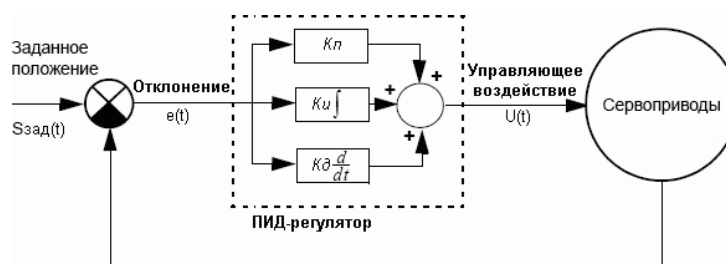 Заданное
положение
Sзад(t)
Отклонение
e(t)
Кп
Ки ∫
Кд d/dt
+
+
+
ПИД-регулятор
Управляющее
воздействие
U(t)
Сервоприводы